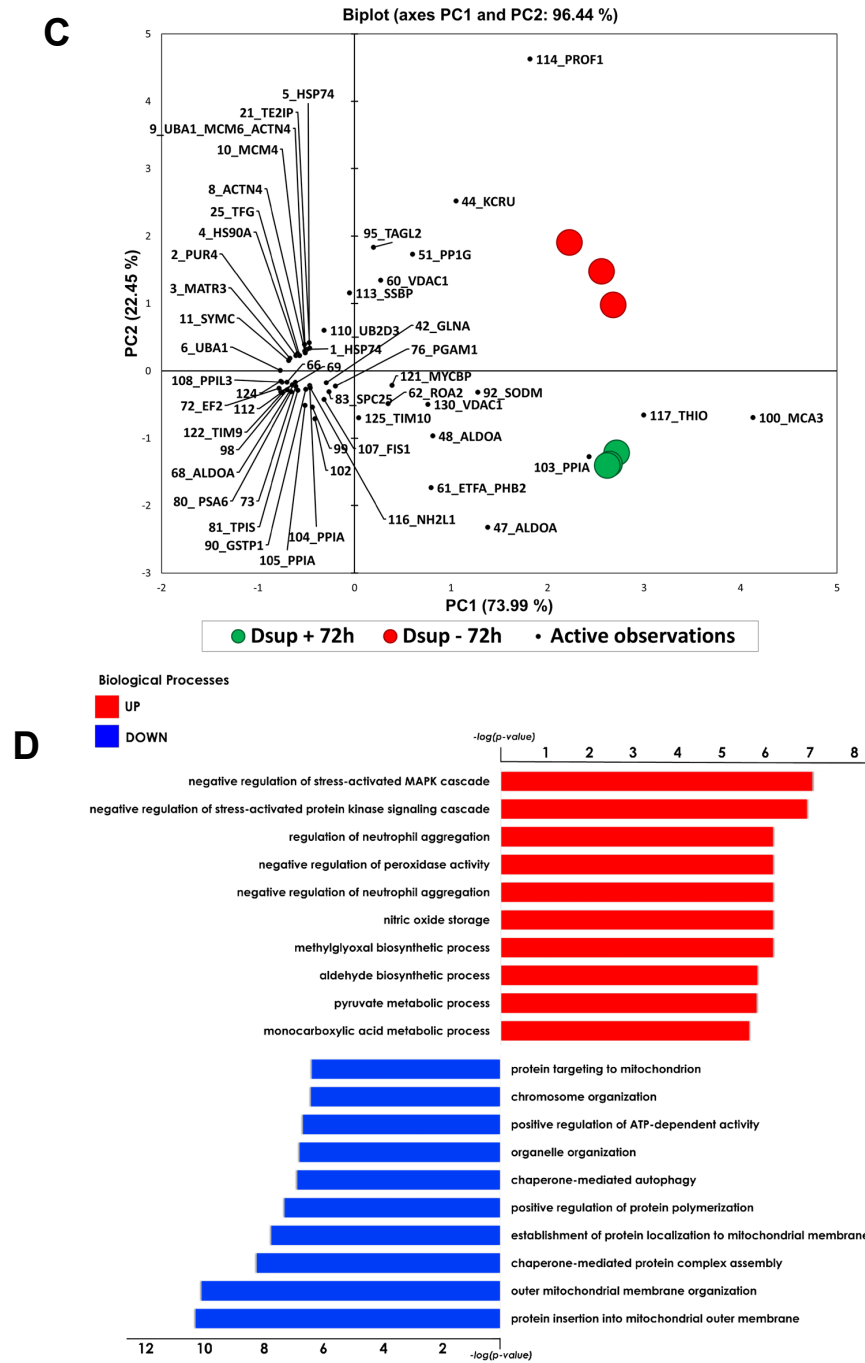 C
Biplot (axes PC1 and PC2: 96.44 %)
5
4
3
2
1
0
-1
-2
-3
PC2 (22.45 %)
114_PROF1
5_HSP74
21_TE2IP
9_UBA1_MCM6_ACTN4
10_MCM4
8_ACTN4
44_KCRU
25_TFG
95_TAGL2
4_HS90A
51_PP1G
2_PUR4
60_VDAC1
3_MATR3
113_SSBP
11_SYMC
110_UB2D3
42_GLNA
6_UBA1
1_HSP74
76_PGAM1
66
69
108_PPIL3
121_MYCBP
124
62_ROA2
92_SODM
72_EF2
83_SPC25
130_VDAC1
112
117_THIO
100_MCA3
122_TIM9
125_TIM10
98
99
107_FIS1
48_ALDOA
68_ALDOA
102
103_PPIA
80_ PSA6
73
61_ETFA_PHB2
81_TPIS
104_PPIA
116_NH2L1
47_ALDOA
90_GSTP1
105_PPIA
-2
-1
0
1
2
3
4
5
PC1 (73.99 %)
Dsup + 72h
Dsup - 72h
Active observations
Biological Processes
UP
DOWN
D
-log(p-value)
1 2 3 4 5 6 7 8
negative regulation of stress-activated MAPK cascade
negative regulation of stress-activated protein kinase signaling cascade
regulation of neutrophil aggregation
negative regulation of peroxidase activity
negative regulation of neutrophil aggregation
nitric oxide storage
methylglyoxal biosynthetic process
aldehyde biosynthetic process
pyruvate metabolic process
monocarboxylic acid metabolic process
protein targeting to mitochondrion
chromosome organization
positive regulation of ATP-dependent activity
organelle organization
chaperone-mediated autophagy
positive regulation of protein polymerization
establishment of protein localization to mitochondrial membrane
chaperone-mediated protein complex assembly
outer mitochondrial membrane organization
protein insertion into mitochondrial outer membrane
12 10 8 6 4 2
-log(p-value)